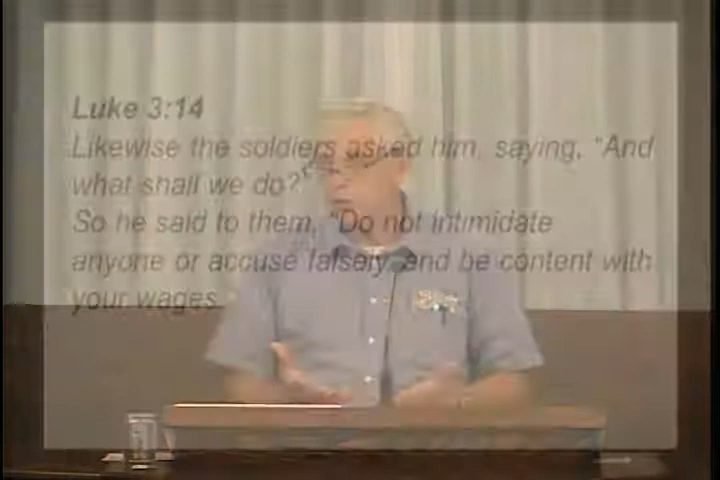 Luke 3:14
Likewise the soldiers asked him, saying, "And
what shall we do?"
So he said to them, "Do not intimidate
anyone or accuse falsely, and be content with
your wages.